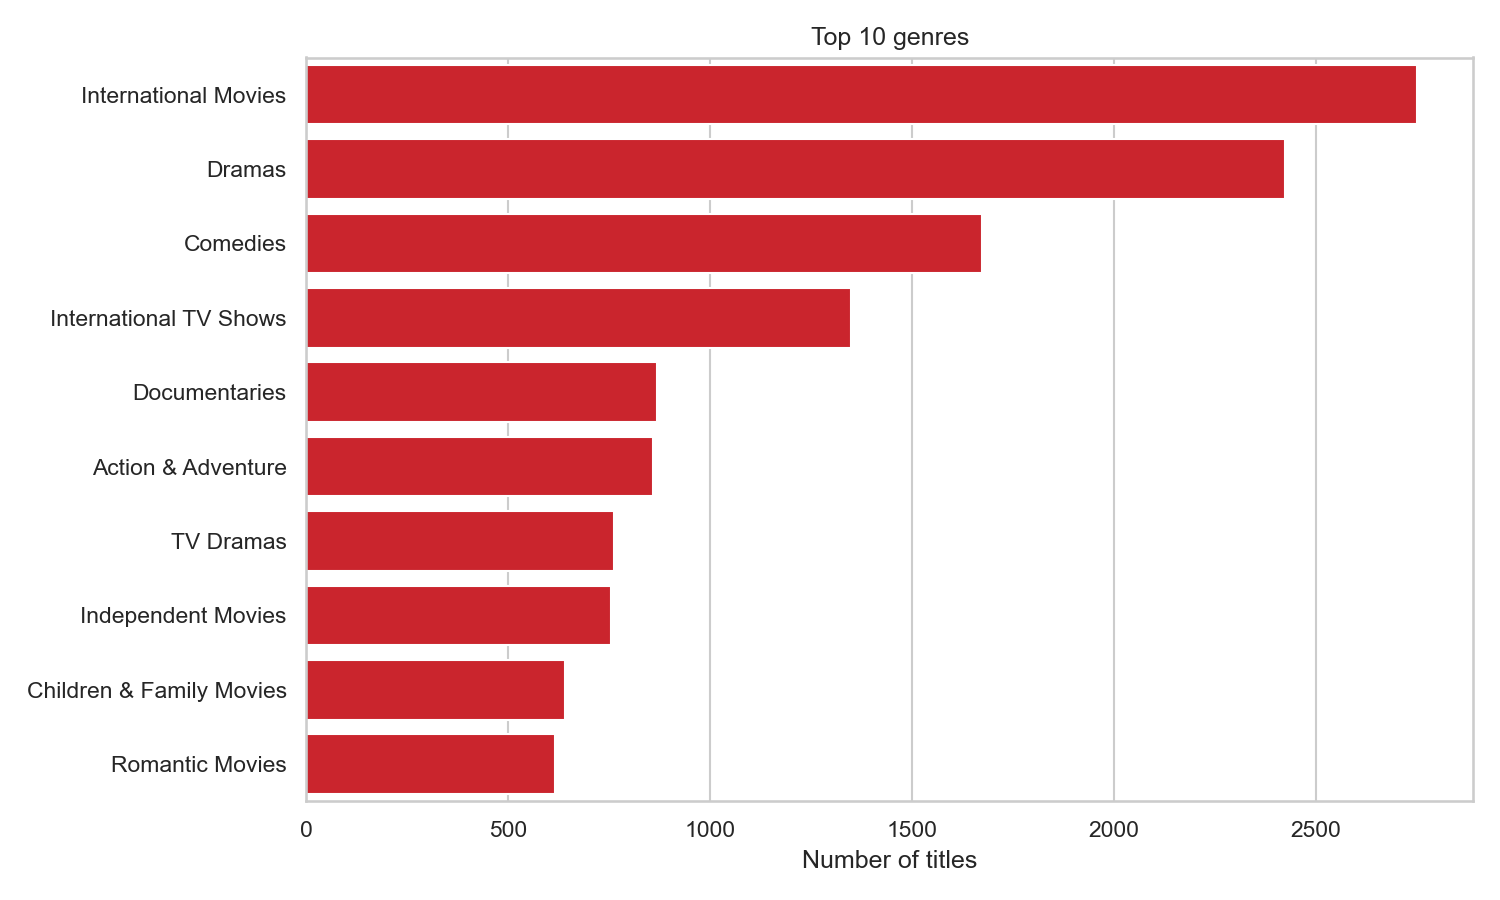 Top 10 genres
International Movies
Dramas
Comedies
International TV Shows
Documentaries
Action & Adventure
TV Dramas
Independent Movies
Children & Family Movies
Romantic Movies
0 500 1000 1500 2000 2500
Number of titles